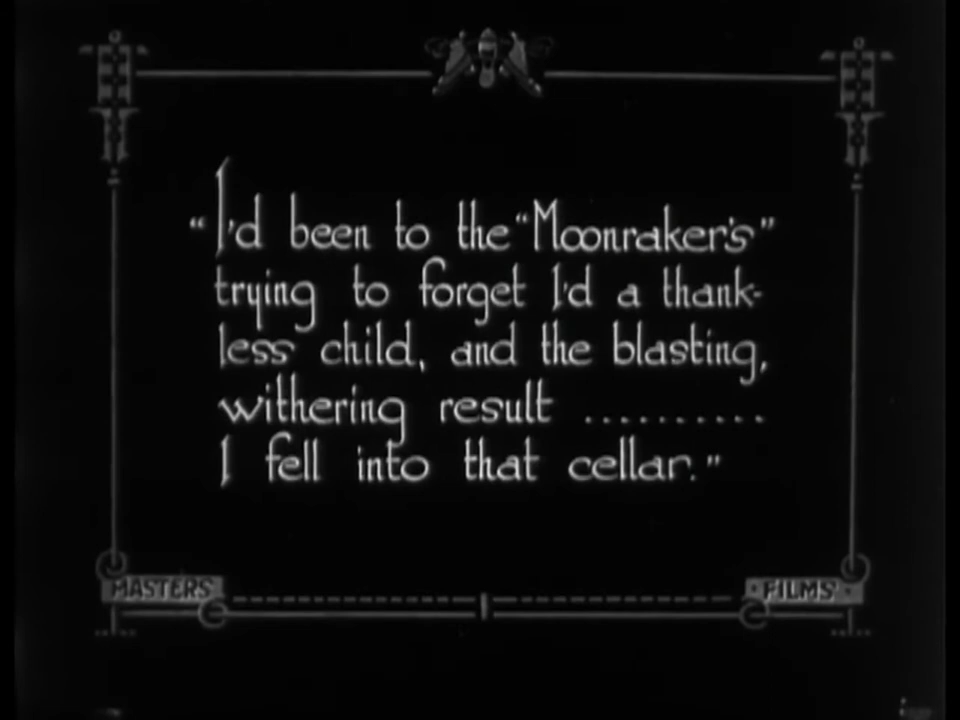 “I'd been to the “Moonraker's”
trying to forget I'd a thank-
less child, and the blasting,
withering result ..........
I fell into that cellar.”
MASTERS
FILMS